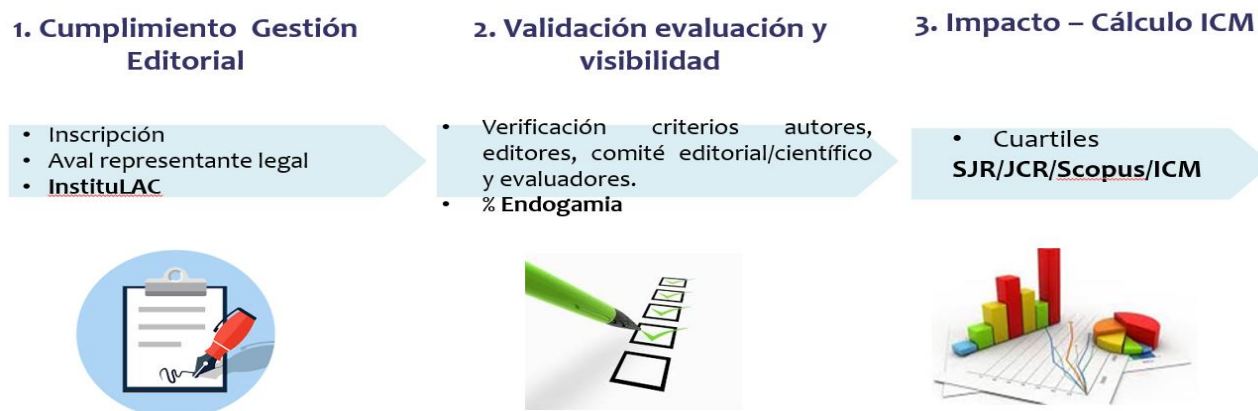 1. Cumplimiento Gestión
Editorial
• Inscripción
• Aval representante legal
• InstituLAC
2. Validación evaluación y
visibilidad
• Verificación criterios autores,
editores, comité editorial/científico
y evaluadores.
• % Endogamia
3. Impacto – Cálculo ICM
• Cuartiles
SJR/JCR/Scopus/ICM